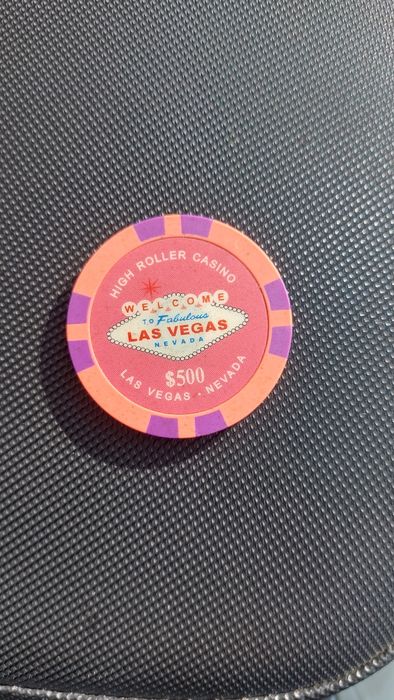 HIGH ROLLER CASINO
WELCOME
TO Fabulous
LAS VEGAS
NEVADA
$500
LAS VEGAS - NEVADA